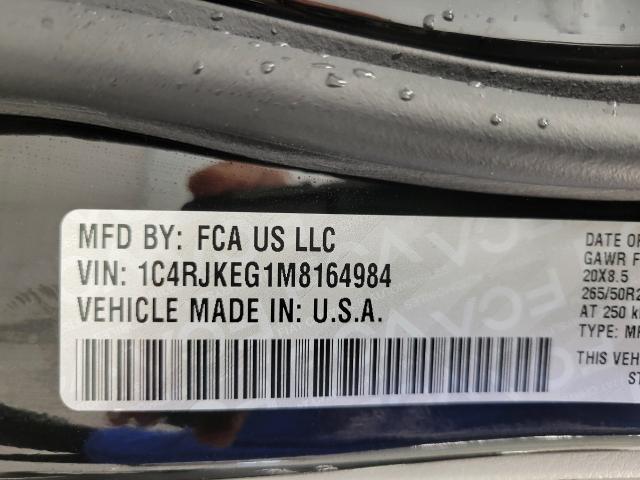 MFD BY: FCA US LLC
VIN: 1C4RJKEG1M8164984
VEHICLE MADE IN: U.S.A.
DATE OF
GAWR F
20X8.5
265/50R2
AT 250 k
TYPE: MP
THIS VEH
ST